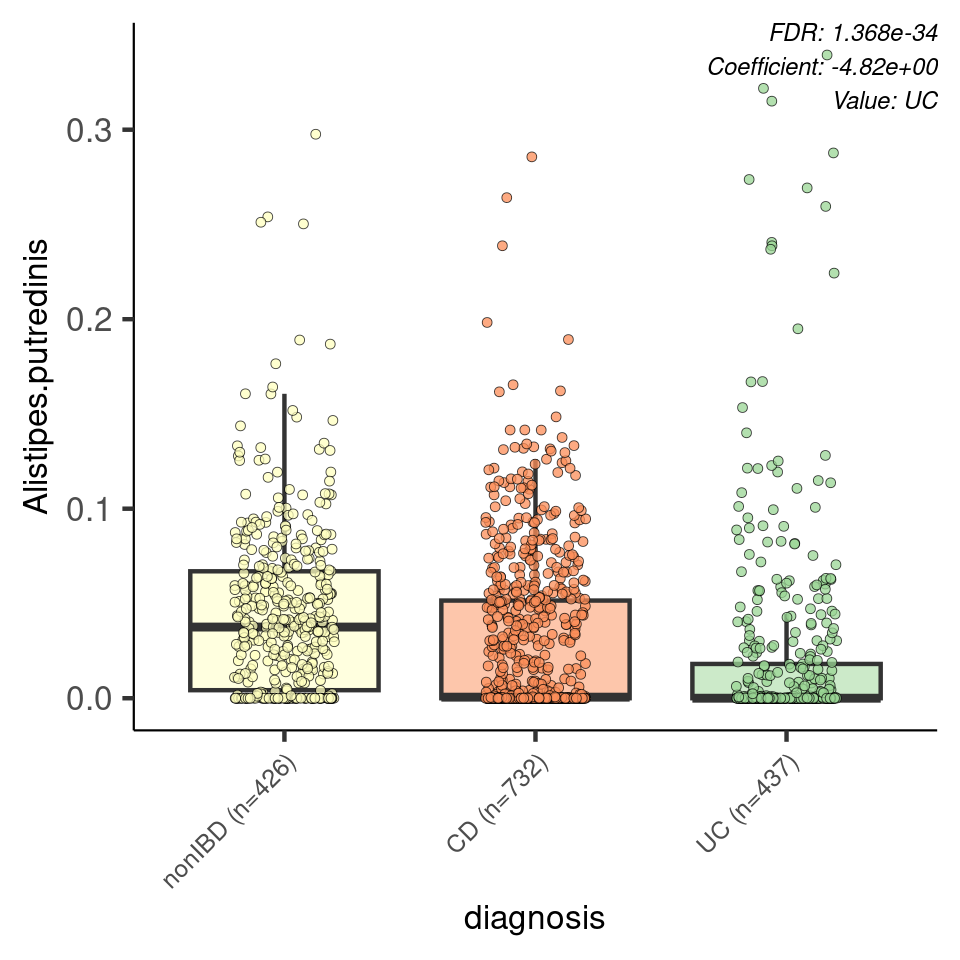 FDR: 1.368e-34
Coefficient: -4.82e+00
Value: UC
0.3
0.2
0.1
0.0
Alistipes.putredinis
nonIBD (n=426)
CD (n=732)
UC (n=437)
diagnosis